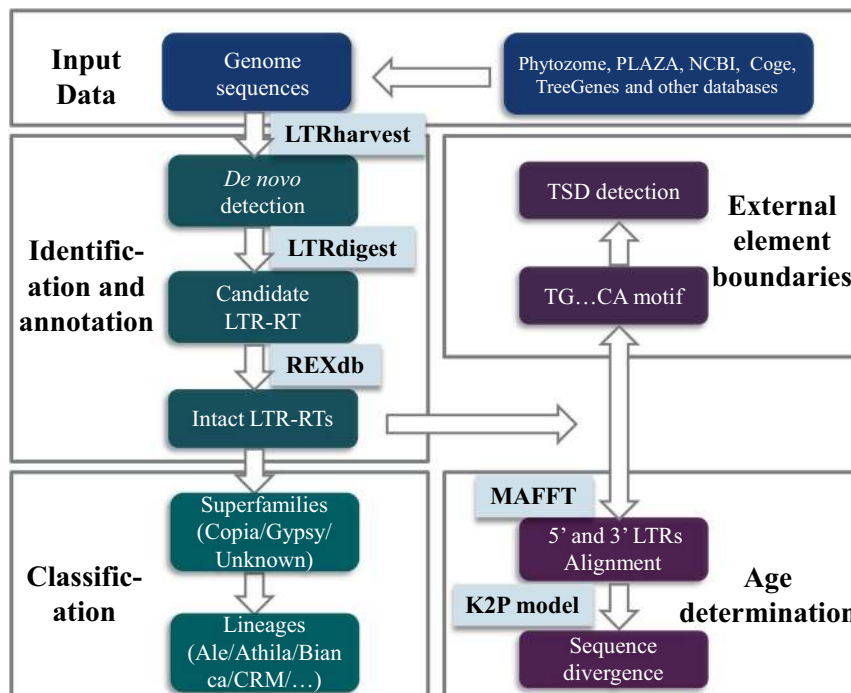 Input
Data
Genome
sequences
Phytozome, PLAZA, NCBI, Coge,
TreeGenes and other databases
LTRharvest
Identific-
ation and
annotation
De novo
detection
LTRdigest
Candidate
LTR-RT
REXdb
Intact LTR-RTs
TSD detection
TG…CA motif
External
element
boundaries
Classific-
ation
Superfamilies
(Copia/Gypsy/
Unknown)
Lineages
(Ale/Athila/Bian
ca/CRM/…)
MAFFT
5’ and 3’ LTRs
Alignment
K2P model
Sequence
divergence
Age
determination